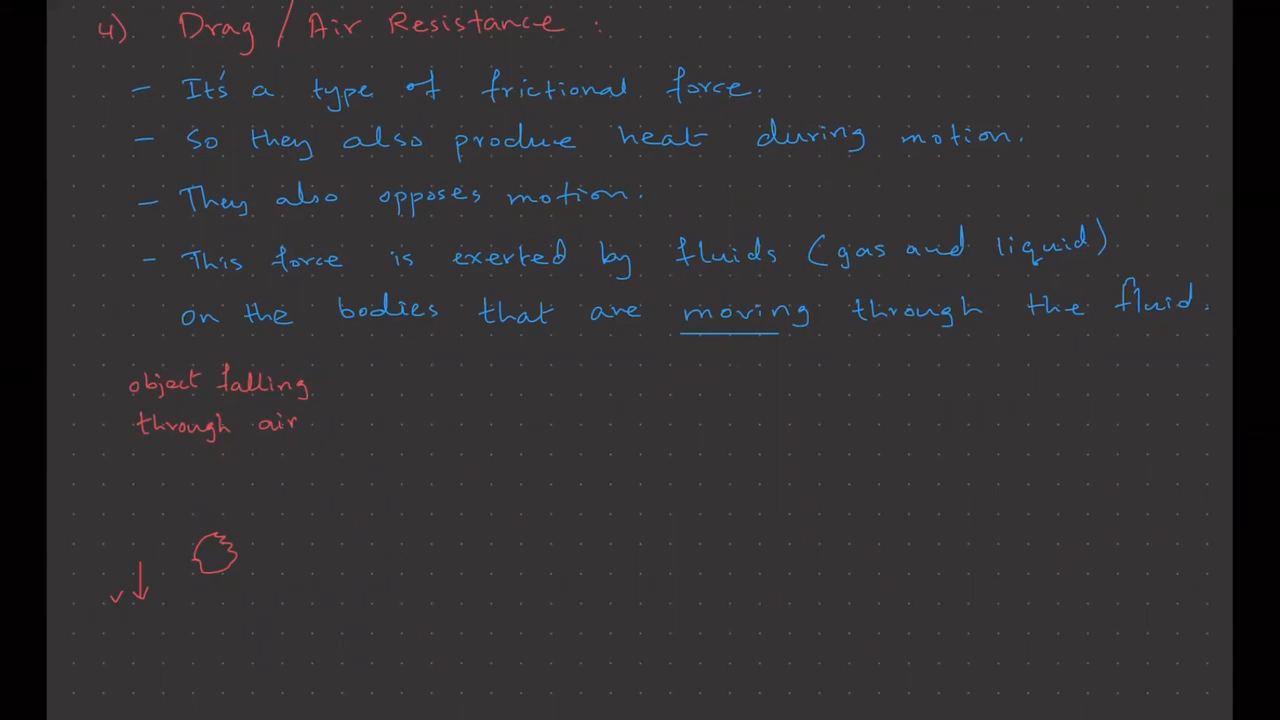 4) Drag / Air Resistance :
- It's a type of frictional force.
- So they also produce heat during motion.
- They also opposes motion.
- This force is exerted by fluids (gas and liquid)
on the bodies that are moving through the fluid.
object falling
through air
v